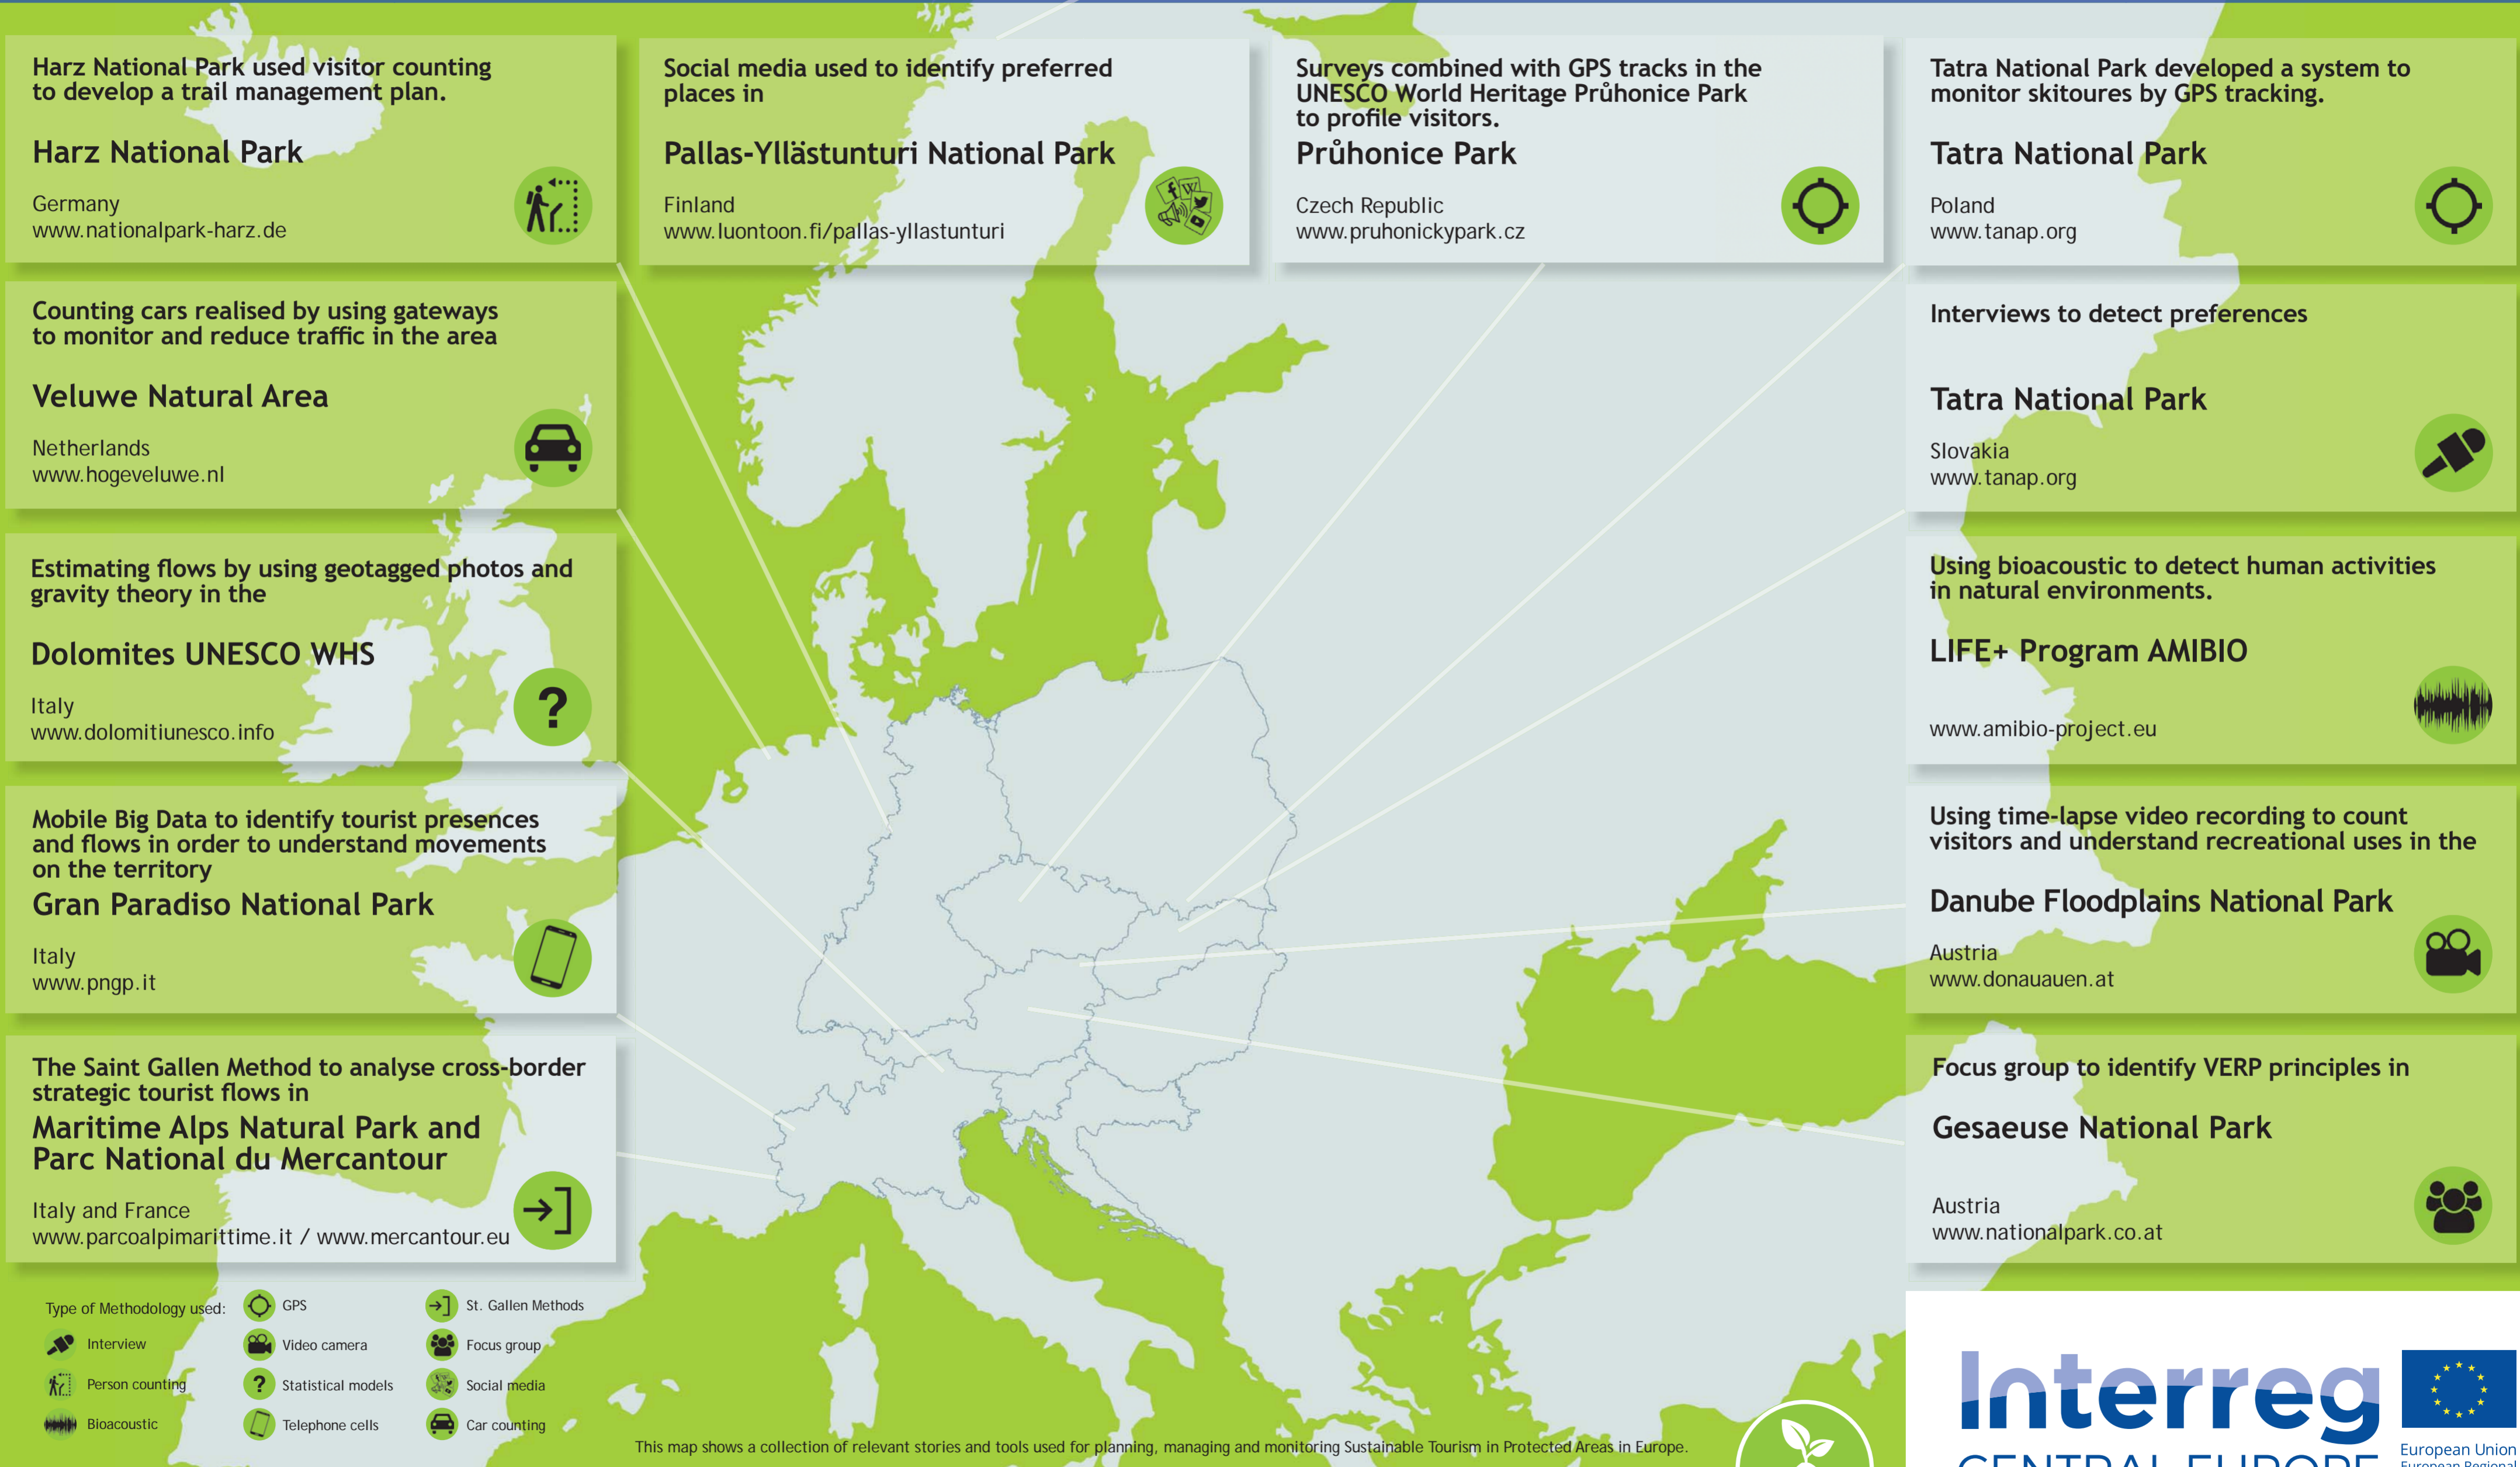 Harz National Park used visitor counting
to develop a trail management plan.
Harz National Park
Germany
www.nationalpark-harz.de
Social media used to identify preferred
places in
Pallas-Yllästunturi National Park
Finland
www.luontoon.fi/pallas-yllastunturi
Surveys combined with GPS tracks in the
UNESCO World Heritage Průhonice Park
to profile visitors.
Průhonice Park
Czech Republic
www.pruhonickypark.cz
Tatra National Park developed a system to
monitor skitoures by GPS tracking.
Tatra National Park
Poland
www.tanap.org
Counting cars realised by using gateways
to monitor and reduce traffic in the area
Veluwe Natural Area
Netherlands
www.hogeveluwe.nl
Interviews to detect preferences
Tatra National Park
Slovakia
www.tanap.org
Estimating flows by using geotagged photos and
gravity theory in the
Dolomites UNESCO WHS
Italy
www.dolomitiunesco.info
?
Using bioacoustic to detect human activities
in natural environments.
LIFE+ Program AMIBIO
www.amibio-project.eu
Mobile Big Data to identify tourist presences
and flows in order to understand movements
on the territory
Gran Paradiso National Park
Italy
www.pngp.it
Using time-lapse video recording to count
visitors and understand recreational uses in the
Danube Floodplains National Park
Austria
www.donauauen.at
The Saint Gallen Method to analyse cross-border
strategic tourist flows in
Maritime Alps Natural Park and
Parc National du Mercantour
Italy and France
www.parcoalpimarittime.it / www.mercantour.eu
Focus group to identify VERP principles in
Gesaeuse National Park
Austria
www.nationalpark.co.at
Type of Methodology used:
Interview
Person counting
Bioacoustic
GPS
Video camera
? Statistical models
Telephone cells
St. Gallen Methods
Focus group
Social media
Car counting
This map shows a collection of relevant stories and tools used for planning, managing and monitoring Sustainable Tourism in Protected Areas in Europe.
Interreg
CENTRAL EUROPE
European Union
European Regional